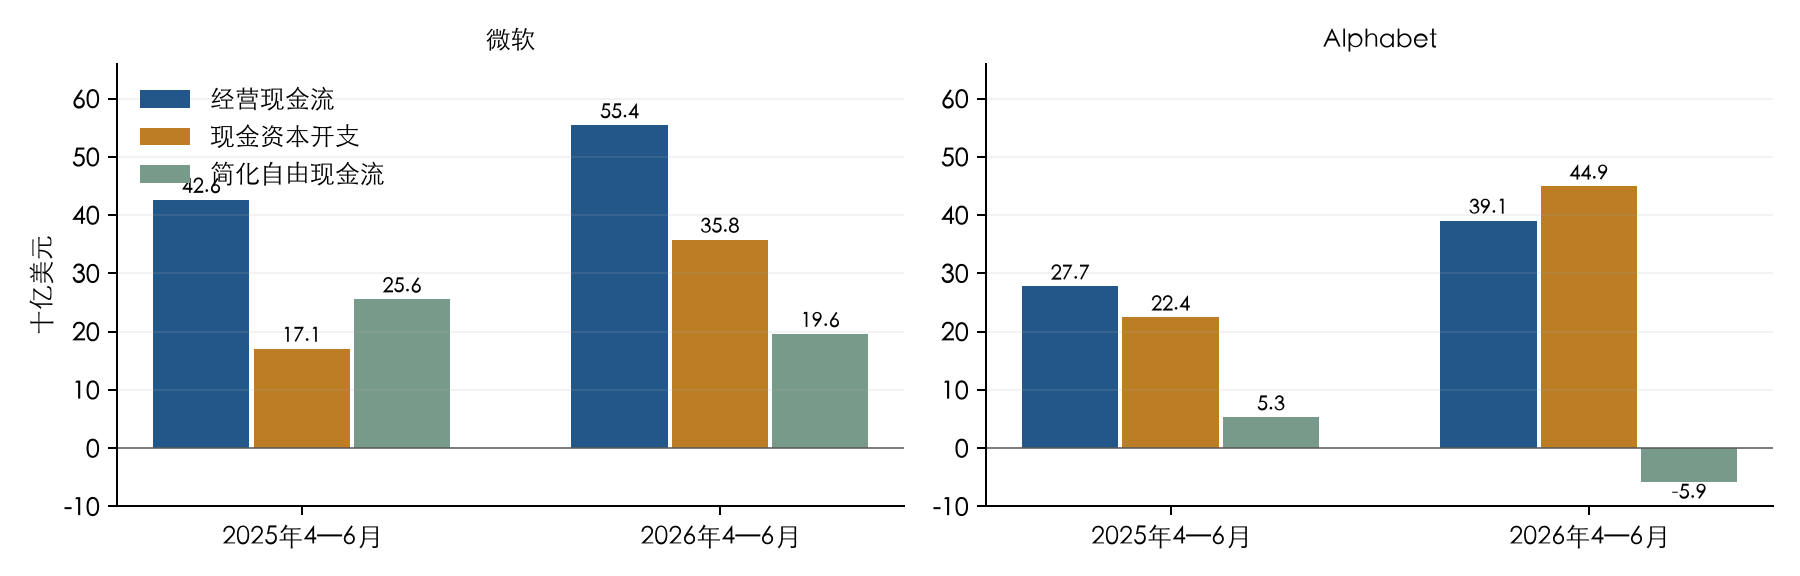 微软
经营现金流
现金资本开支
简化自由现金流
十亿美元
60
50
40
30
20
10
0
-10
42.6
17.1
25.6
55.4
35.8
19.6
2025年4—6月
2026年4—6月
Alphabet
60
50
40
30
20
10
0
-10
27.7
22.4
5.3
39.1
44.9
-5.9
2025年4—6月
2026年4—6月